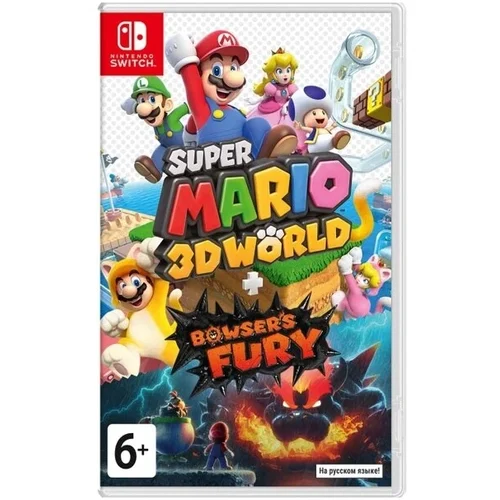 NINTENDO
SWITCH.
SUPER
MARIO
3D WORLD
+
BOWSER'S
FURY
6+
На русском языке!
?